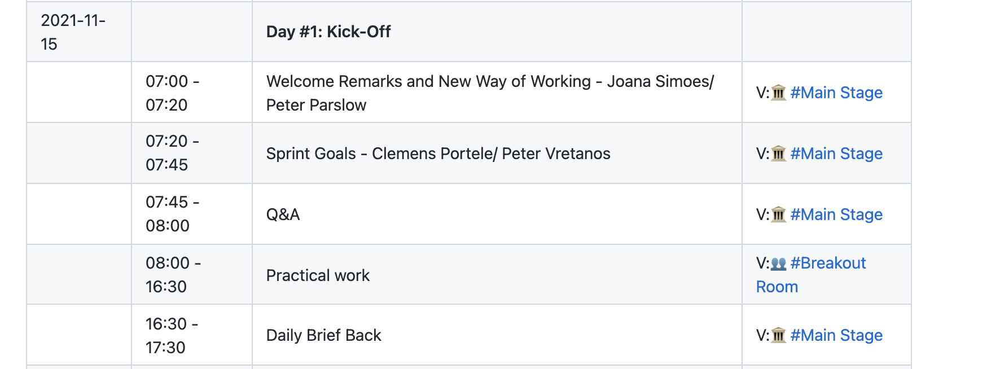 2021-11-
15
Day #1: Kick-Off
07:00 -
07:20
Welcome Remarks and New Way of Working - Joana Simoes/
Peter Parslow
V:🏛️ #Main Stage
07:20 -
07:45
Sprint Goals - Clemens Portele/ Peter Vretanos
V:🏛️ #Main Stage
07:45 -
08:00
Q&A
V:🏛️ #Main Stage
08:00 -
16:30
Practical work
V:👥 #Breakout
Room
16:30 -
17:30
Daily Brief Back
V:🏛️ #Main Stage